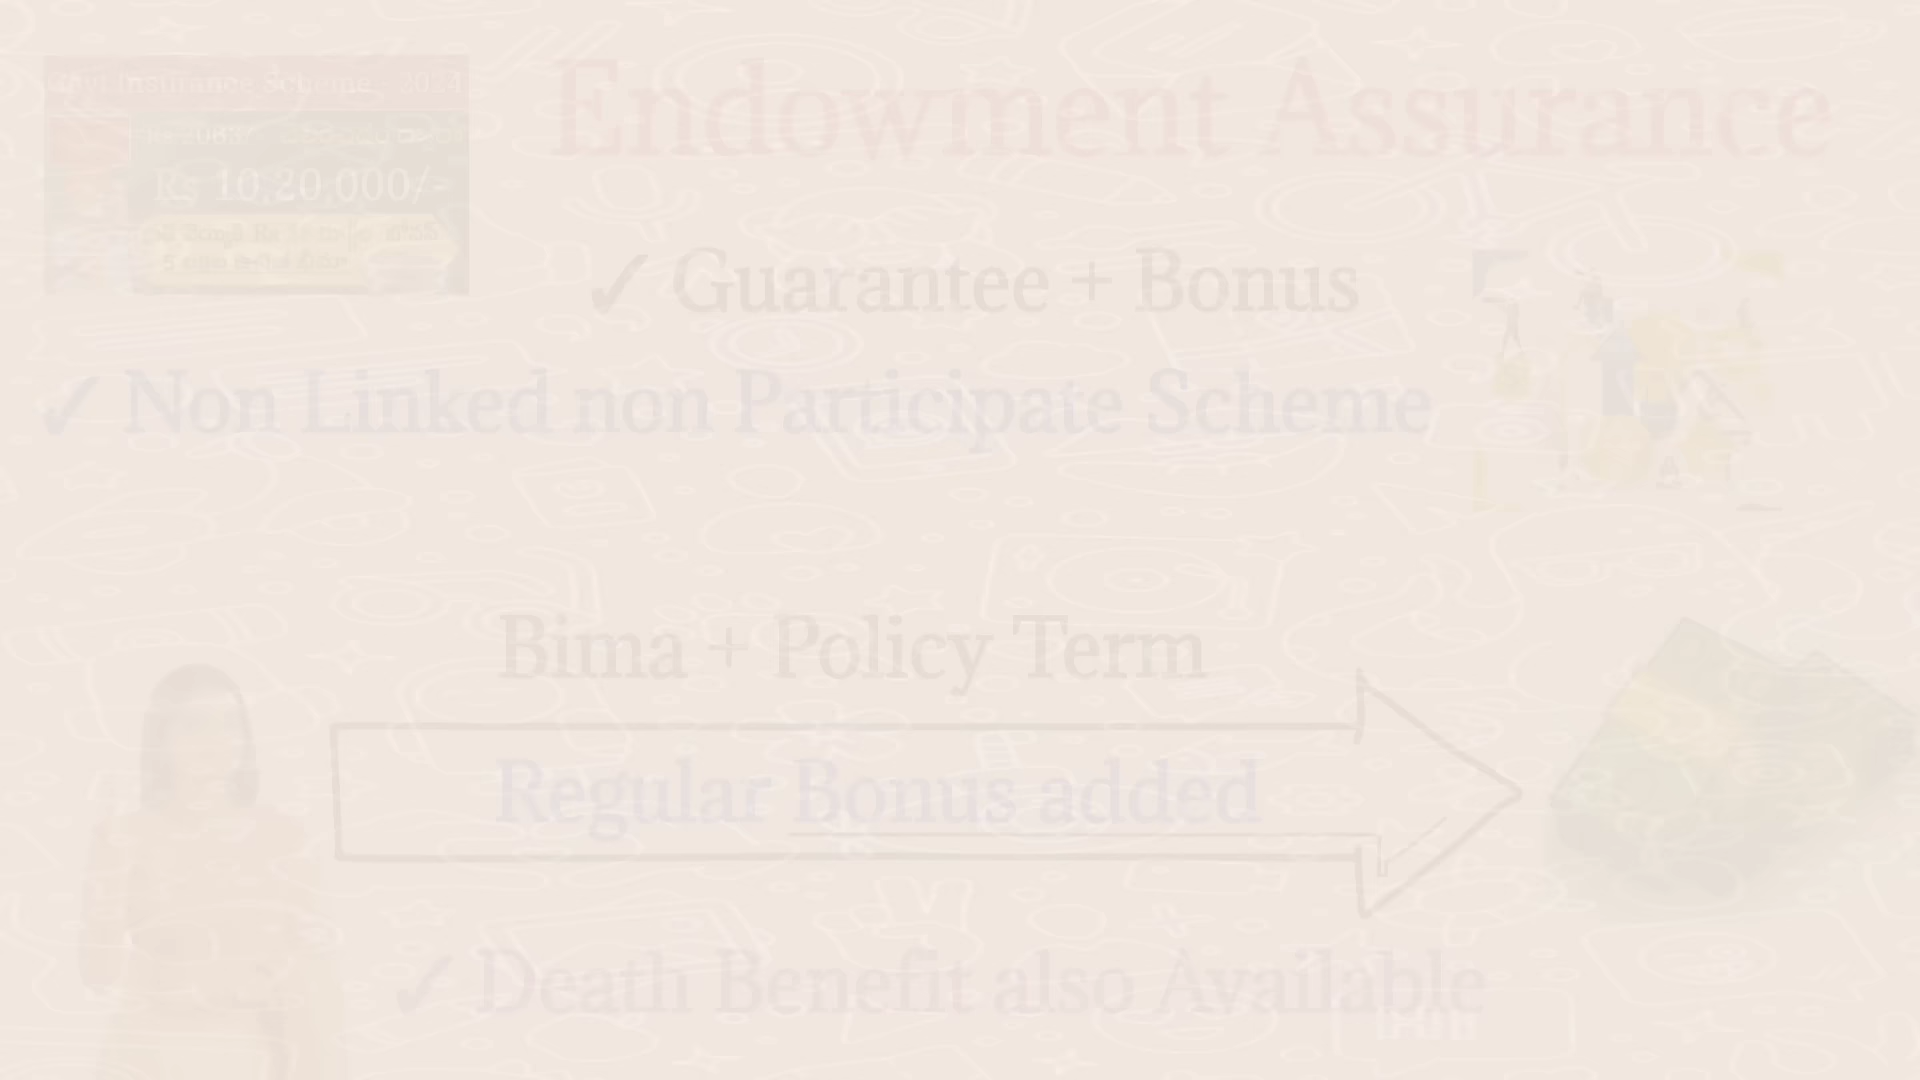 Endowment Assurance
Insurance Scheme - 2024
Rs 10,20,000/-
✓ Guarantee + Bonus
✓ Non Linked non Participate Scheme
Bima + Policy Term
Regular Bonus added
✓ Death Benefit also Available